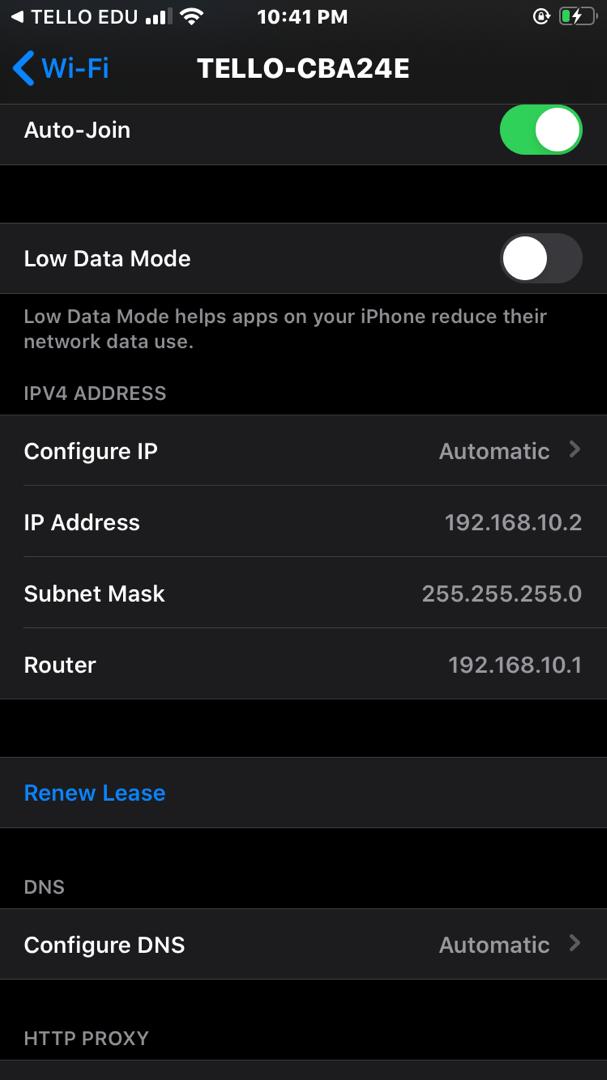 TELLO EDU 10:41 PM
Wi-Fi TELLO-CBA24E
Auto-Join
Low Data Mode
Low Data Mode helps apps on your iPhone reduce their
network data use.
IPV4 ADDRESS
Configure IP Automatic
IP Address 192.168.10.2
Subnet Mask 255.255.255.0
Router 192.168.10.1
Renew Lease
DNS
Configure DNS Automatic
HTTP PROXY